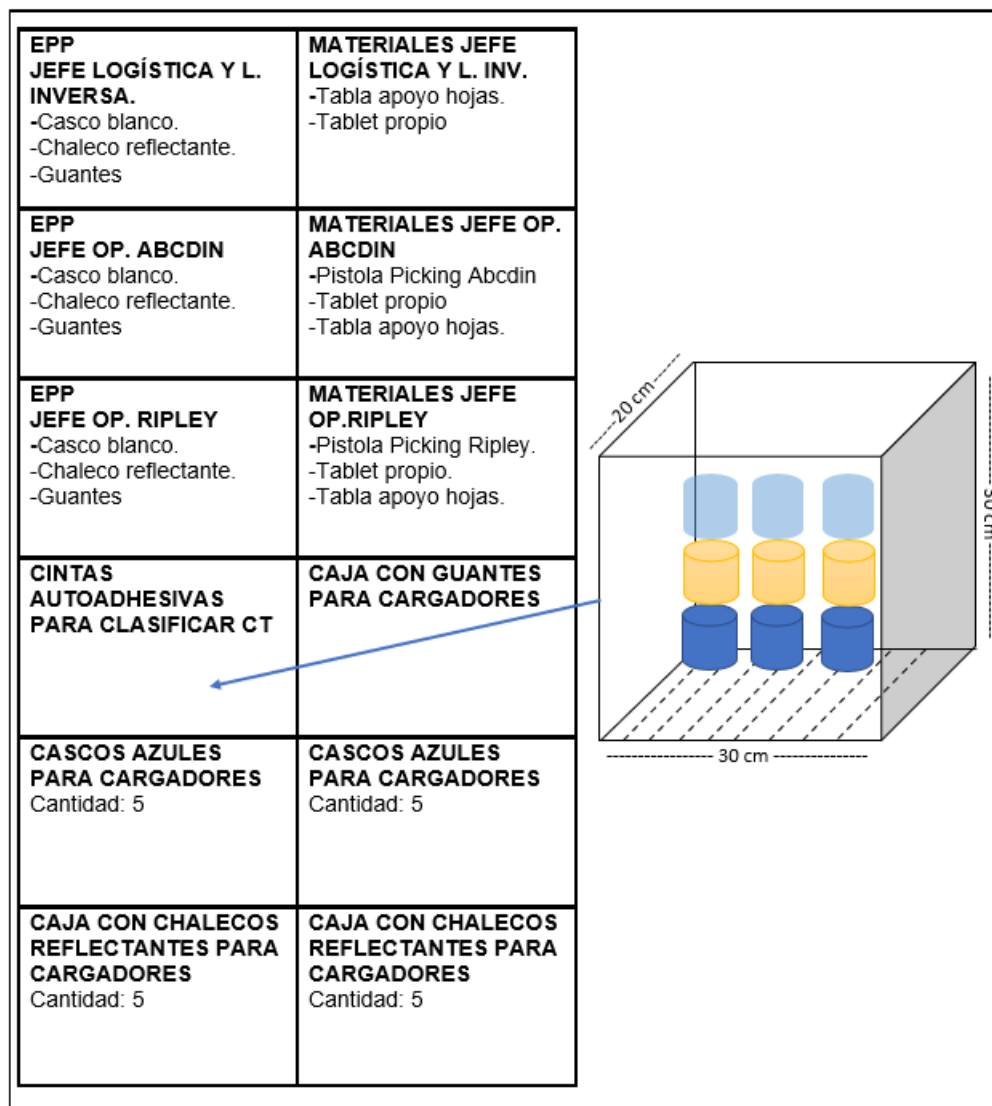 EPP
JEFE LOGÍSTICA Y L.
INVERSA.
-Casco blanco.
-Chaleco reflectante.
-Guantes
MATERIALES JEFE
LOGÍSTICA Y L. INV.
-Tabla apoyo hojas.
-Tablet propio
EPP
JEFE OP. ABCDIN
-Casco blanco.
-Chaleco reflectante.
-Guantes
MATERIALES JEFE OP.
ABCDIN
-Pistola Picking Abcdin
-Tablet propio
-Tabla apoyo hojas.
EPP
JEFE OP. RIPLEY
-Casco blanco.
-Chaleco reflectante.
-Guantes
MATERIALES JEFE
OP.RIPLEY
-Pistola Picking Ripley.
-Tablet propio.
-Tabla apoyo hojas.
CINTAS
AUTOADHESIVAS
PARA CLASIFICAR CT
CAJA CON GUANTES
PARA CARGADORES
CASCOS AZULES
PARA CARGADORES
Cantidad: 5
CASCOS AZULES
PARA CARGADORES
Cantidad: 5
CAJA CON CHALECOS
REFLECTANTES PARA
CARGADORES
Cantidad: 5
CAJA CON CHALECOS
REFLECTANTES PARA
CARGADORES
Cantidad: 5
20 cm
30 cm
30 cm